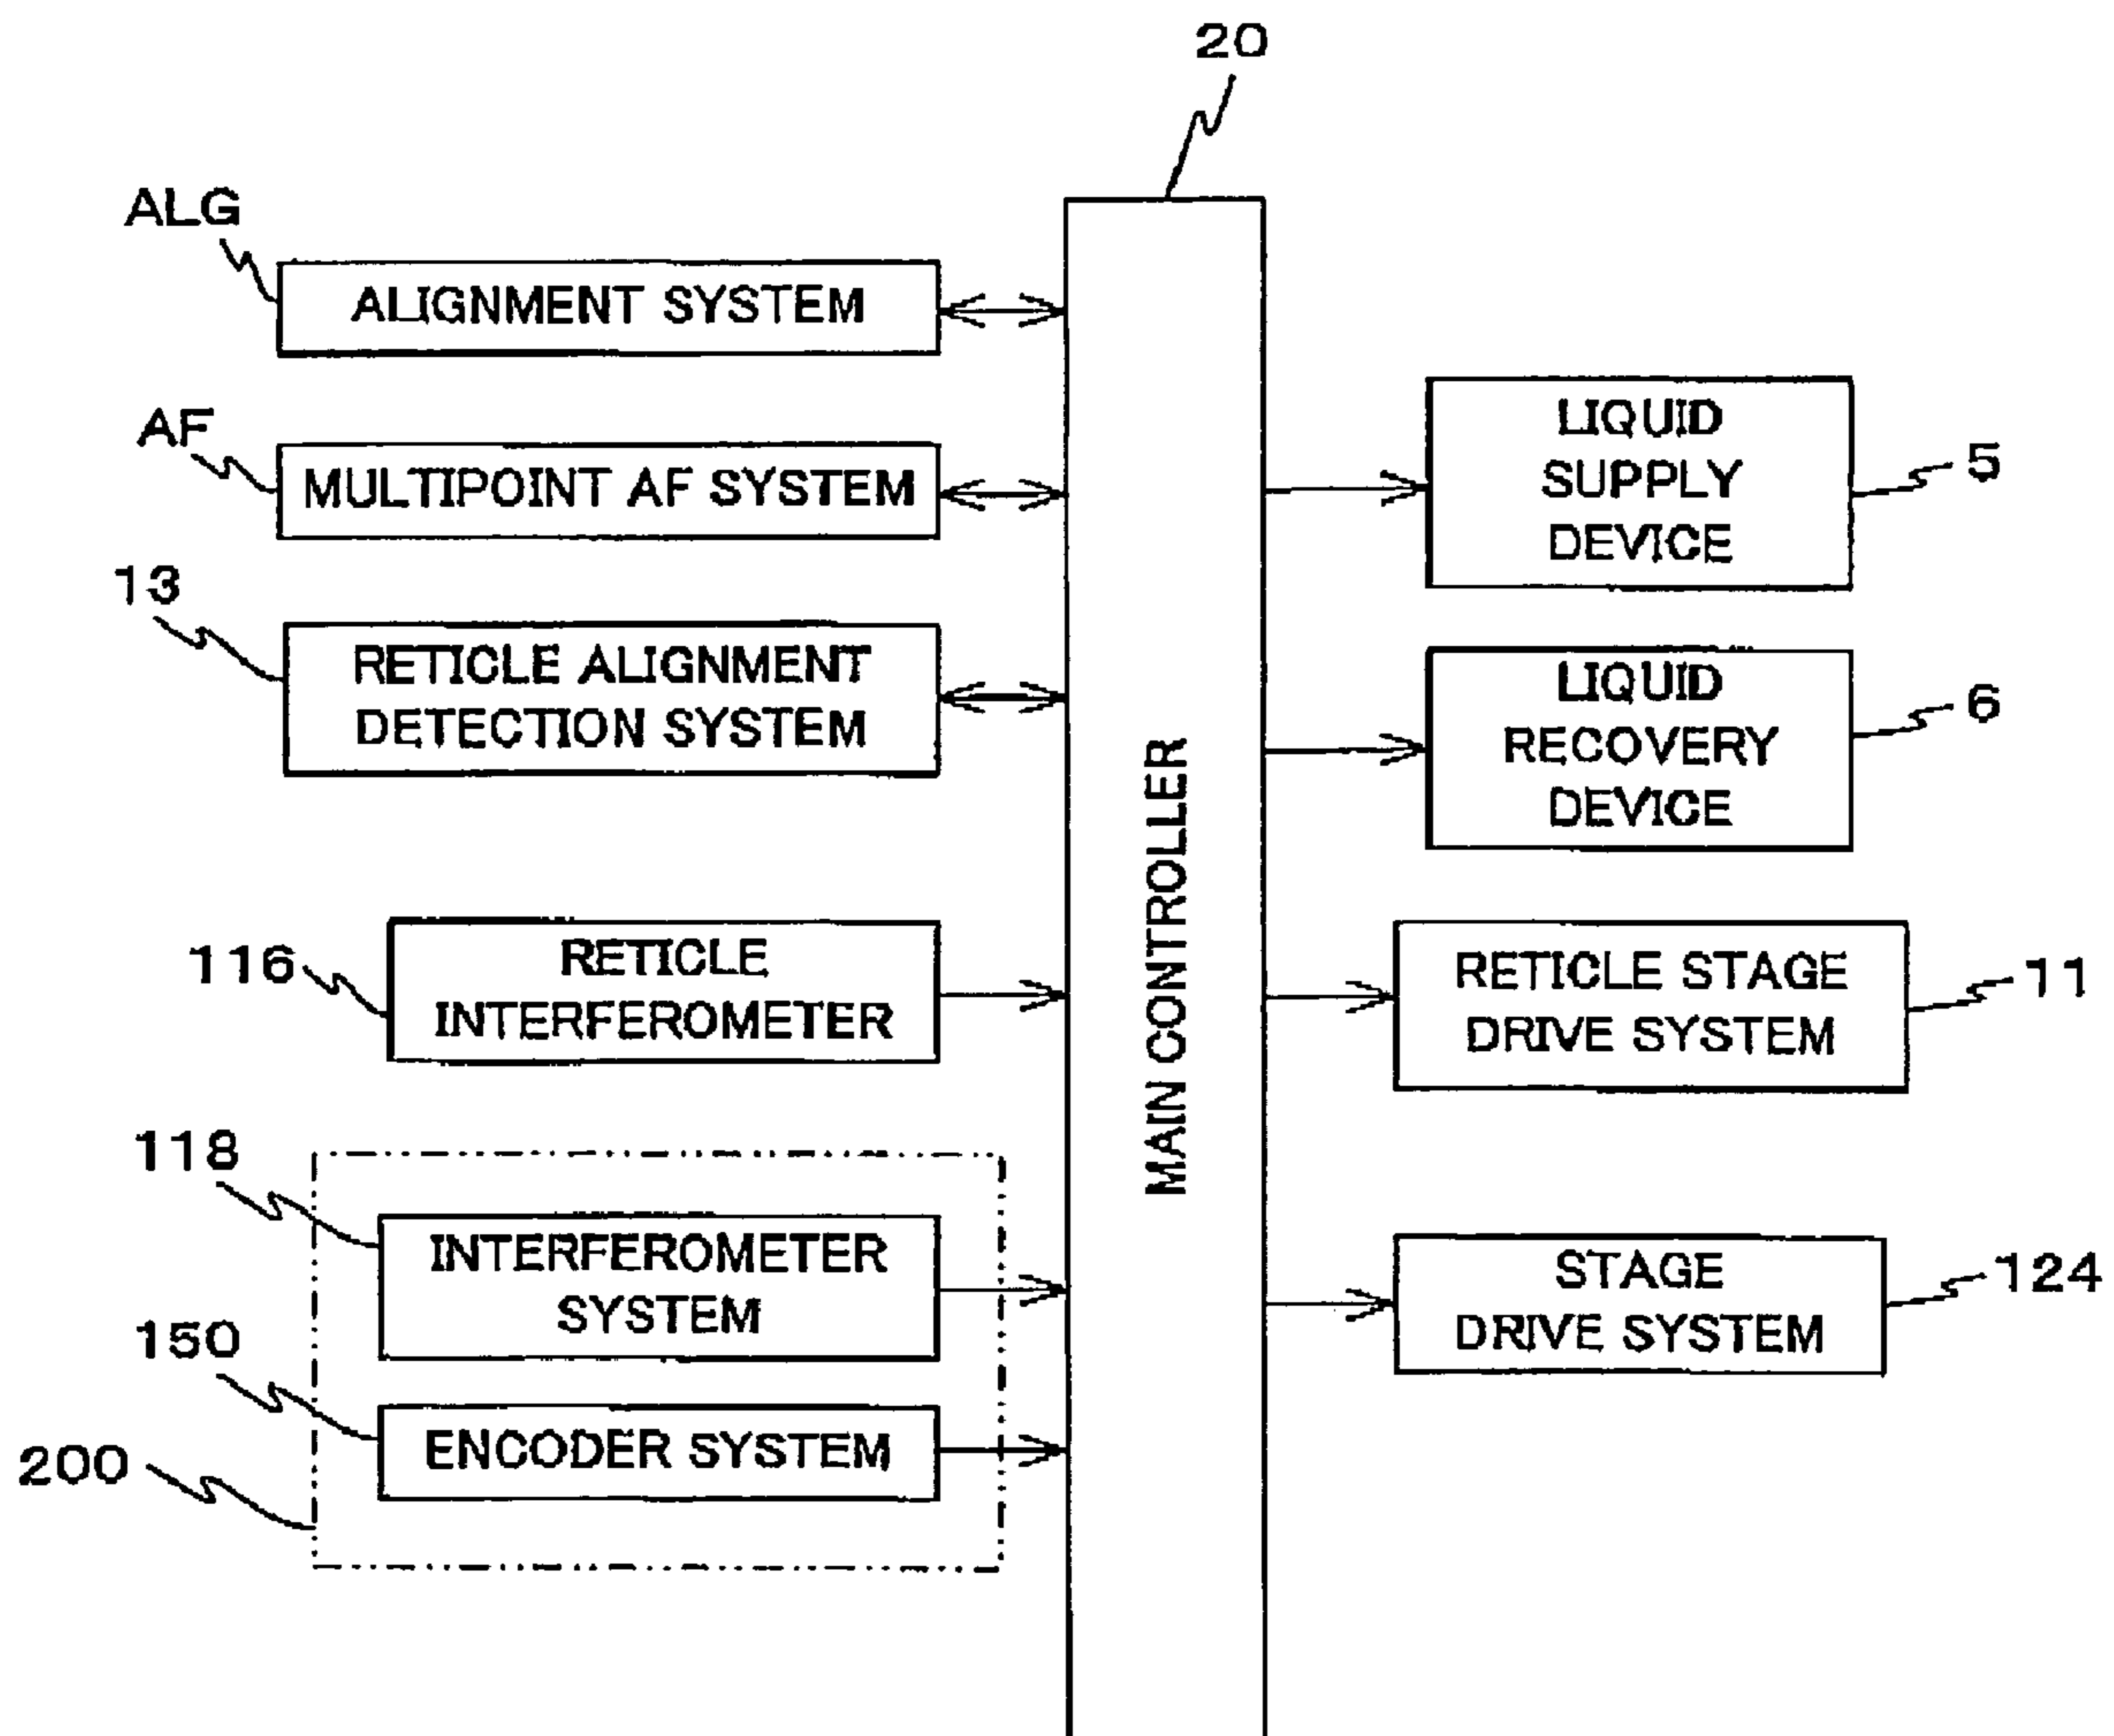 20
ALG
ALIGNMENT SYSTEM
AF
MULTIPOINT AF SYSTEM
13
RETICLE ALIGNMENT
DETECTION SYSTEM
116
RETICLE
INTERFEROMETER
118
INTERFEROMETER
SYSTEM
150
ENCODER SYSTEM
200
MAIN CONTROLLER
LIQUID
SUPPLY
DEVICE
5
LIQUID
RECOVERY
DEVICE
6
RETICLE STAGE
DRIVE SYSTEM
11
STAGE
DRIVE SYSTEM
124